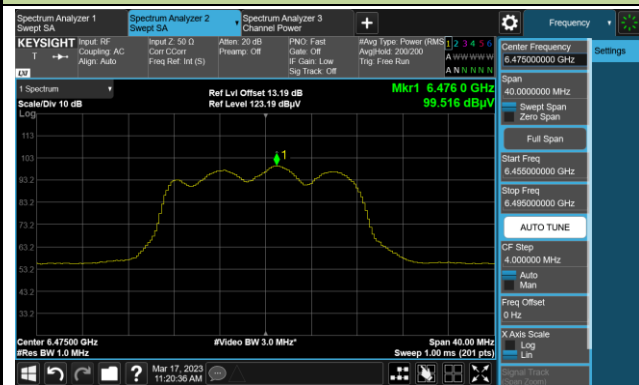 Spectrum Analyzer 1
Swept SA
Spectrum Analyzer 2
Swept SA
Spectrum Analyzer 3
Channel Power
Frequency
KEYSIGHT
Input: RF
Coupling: AC
Align: Auto
Input Z: 50 Ω
Corr CCorr
Freq Ref: Int (S)
Atten: 20 dB
Preamp: Off
PNO: Fast
Gate: Off
IF Gain: Low
Sig Track: Off
#Avg Type: Power (RMS
Avg|Hold: 200/200
Trig: Free Run
1 2 3 4 5 6
A W W W W W
A N N N N N
LXI
T
1 Spectrum
Scale/Div 10 dB
Log
Ref Lvl Offset 13.19 dB
Ref Level 123.19 dBµV
Mkr1 6.476 0 GHz
99.516 dBµV
1
113
103
93.2
83.2
73.2
63.2
53.2
43.2
33.2
Center 6.47500 GHz
#Res BW 1.0 MHz
#Video BW 3.0 MHz*
Span 40.00 MHz
Sweep 1.00 ms (201 pts)
Mar 17, 2023
11:20:36 AM
Center Frequency
6.475000000 GHz
Settings
Span
40.0000000 MHz
Swept Span
Zero Span
Full Span
Start Freq
6.455000000 GHz
Stop Freq
6.495000000 GHz
AUTO TUNE
CF Step
4.000000 MHz
Auto
Man
Freq Offset
0 Hz
X Axis Scale
Log
Lin
Signal Track
(Span Zoom)